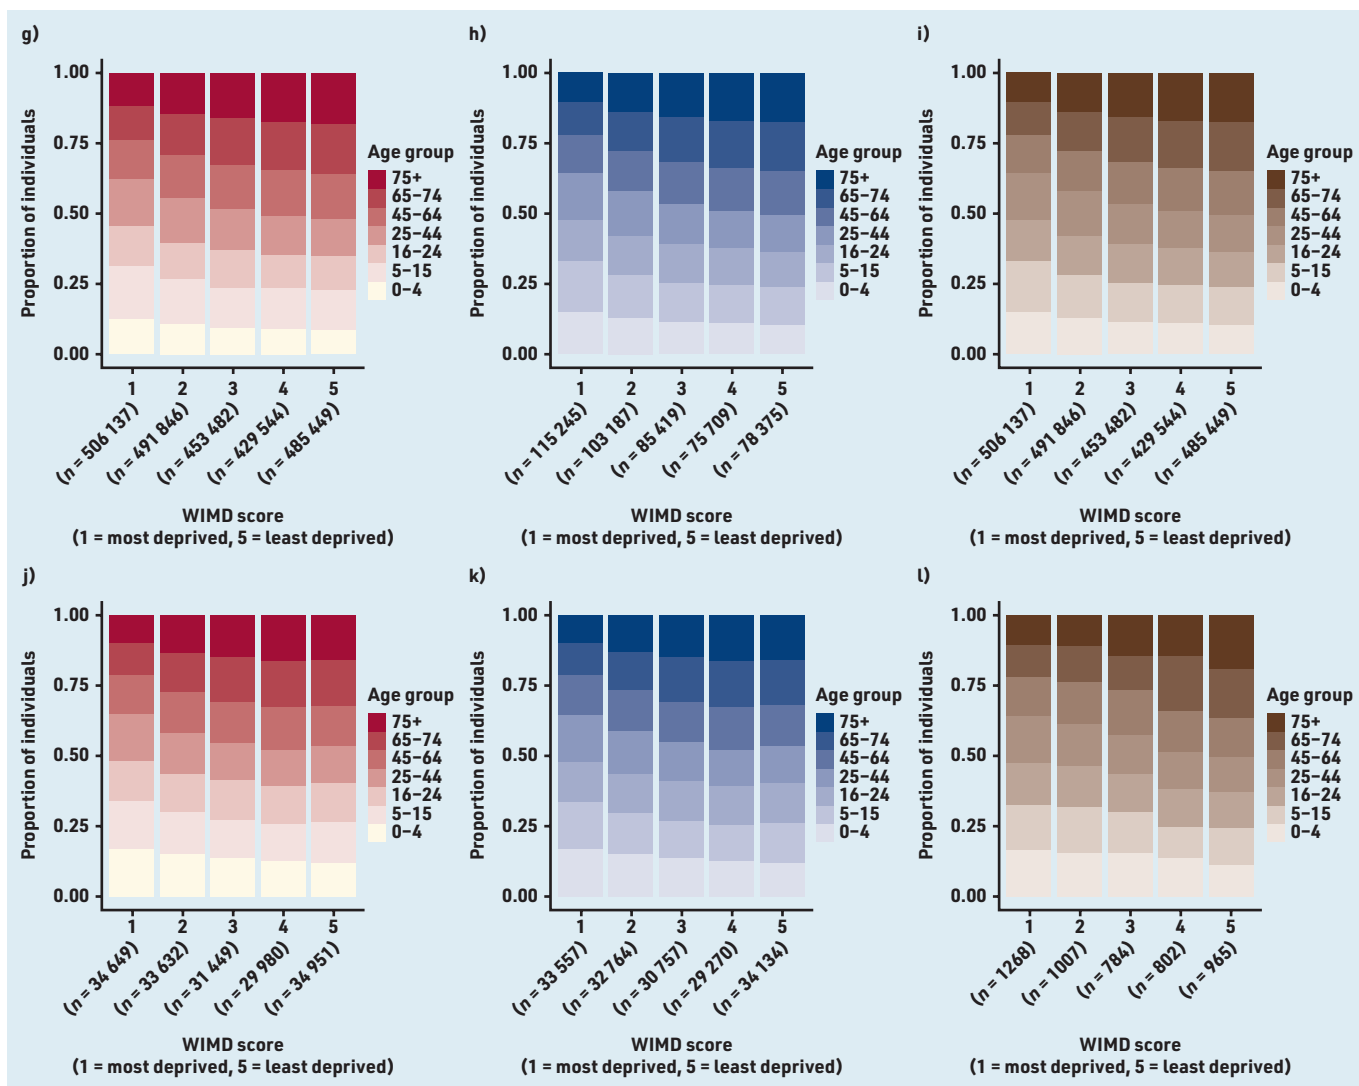 g)
Proportion of individuals
1.00
0.75
0.50
0.25
0.00
1
2
3
4
5
(n = 506 137)
(n = 491 846)
(n = 453 482)
(n = 429 544)
(n = 485 449)
WIMD score
(1 = most deprived, 5 = least deprived)
Age group
75+
65–74
45–64
25–44
16–24
5–15
0–4
h)
Proportion of individuals
1.00
0.75
0.50
0.25
0.00
1
2
3
4
5
(n = 115 245)
(n = 103 187)
(n = 85 419)
(n = 75 709)
(n = 78 375)
WIMD score
(1 = most deprived, 5 = least deprived)
Age group
75+
65–74
45–64
25–44
16–24
5–15
0–4
i)
Proportion of individuals
1.00
0.75
0.50
0.25
0.00
1
2
3
4
5
(n = 506 137)
(n = 491 846)
(n = 453 482)
(n = 429 544)
(n = 485 449)
WIMD score
(1 = most deprived, 5 = least deprived)
Age group
75+
65–74
45–64
25–44
16–24
5–15
0–4
j)
Proportion of individuals
1.00
0.75
0.50
0.25
0.00
1
2
3
4
5
(n = 34 649)
(n = 33 632)
(n = 31 449)
(n = 29 980)
(n = 34 951)
WIMD score
(1 = most deprived, 5 = least deprived)
Age group
75+
65–74
45–64
25–44
16–24
5–15
0–4
k)
Proportion of individuals
1.00
0.75
0.50
0.25
0.00
1
2
3
4
5
(n = 33 557)
(n = 32 764)
(n = 30 757)
(n = 29 270)
(n = 34 134)
WIMD score
(1 = most deprived, 5 = least deprived)
Age group
75+
65–74
45–64
25–44
16–24
5–15
0–4
l)
Proportion of individuals
1.00
0.75
0.50
0.25
0.00
1
2
3
4
5
(n = 1268)
(n = 1007)
(n = 784)
(n = 802)
(n = 965)
WIMD score
(1 = most deprived, 5 = least deprived)
Age group
75+
65–74
45–64
25–44
16–24
5–15
0–4